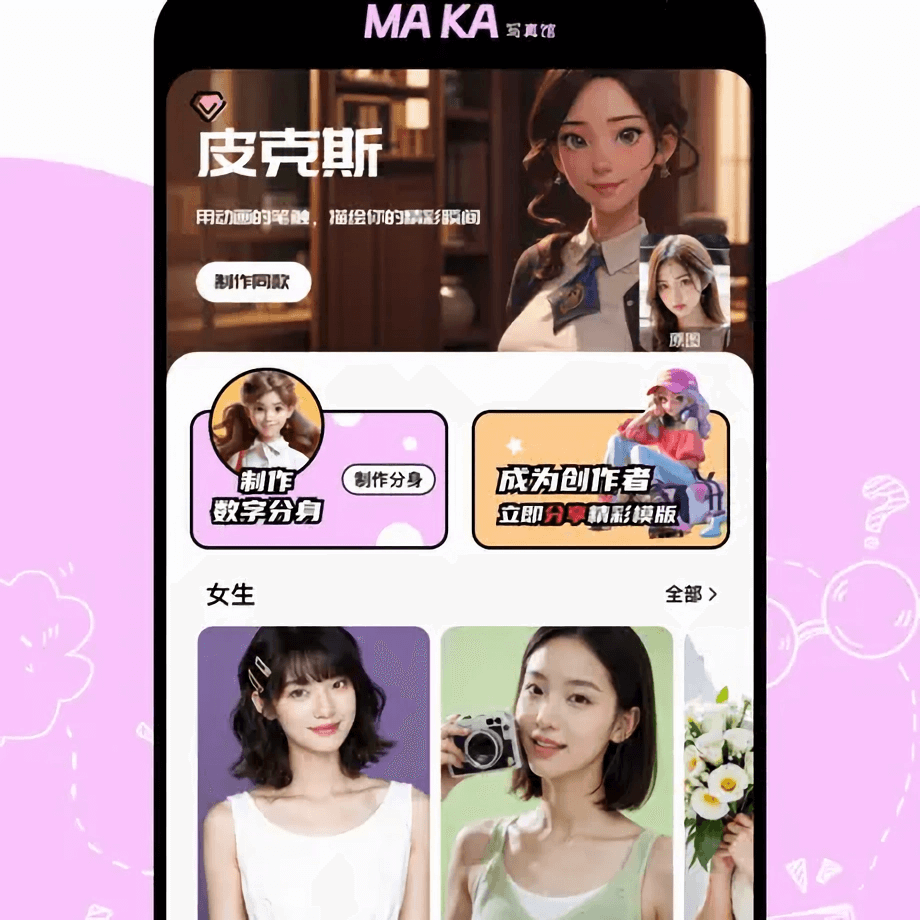 MA KA 写真馆
皮克斯
用动画的笔触，描绘你的精彩瞬间
制作同款
原图
制作
数字分身
制作分身
成为创作者
立即分享精彩模版
女生
全部